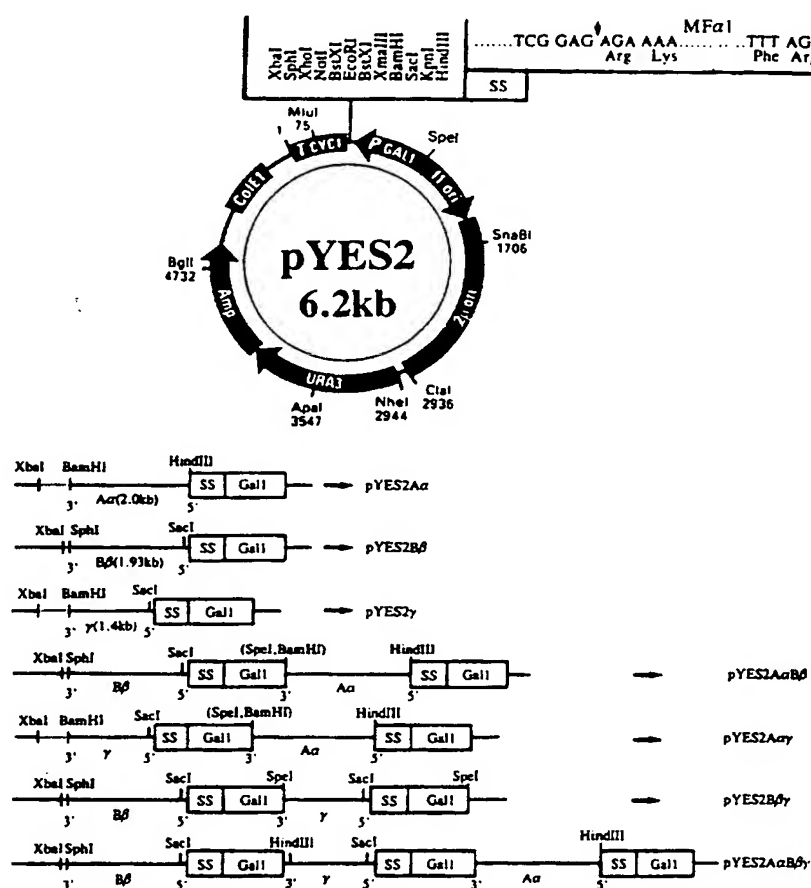 XbaI
SphI
XhoI
NotI
BstXI
EcoRI
BstXI
XmaIII
BamHI
SacI
KpnI
HindIII
MFα1
.......TCG GAG AGA AAA...... .. ..TTT AG
Arg Lys Phe Arg
SS
MluI
75
1
T CYC1
P GAL1
SpeI
f1 ori
ColE1
SnaBI
1706
pYES2
6.2kb
BglI
4732
Amp
2μ ori
URA3
ClaI
2936
NheI
2944
ApaI
3547
XbaI BamHI HindIII
SS Gal1 pYES2Aα
3' Aα(2.0kb) 5'
XbaI SphI SacI
SS Gal1 pYES2Bβ
3' Bβ(1.93kb) 5'
XbaI BamHI SacI
SS Gal1 pYES2γ
3' γ(1.4kb) 5'
XbaI SphI SacI (SpeI,BamHI) HindIII
SS Gal1 SS Gal1 pYES2AαBβ
3' Bβ 5' 3' Aα 5'
XbaI BamHI SacI (SpeI,BamHI) HindIII
SS Gal1 SS Gal1 pYES2Aαγ
3' γ 5' 3' Aα 5'
XbaI SphI SacI SpeI SacI SpeI
SS Gal1 SS Gal1 pYES2Bβγ
3' Bβ 5' 3' γ 5'
XbaI SphI SacI HindIII SacI HindIII
SS Gal1 SS Gal1 SS Gal1 pYES2AαBβγ
3' Bβ 5' 3' γ 5' Aα 5'